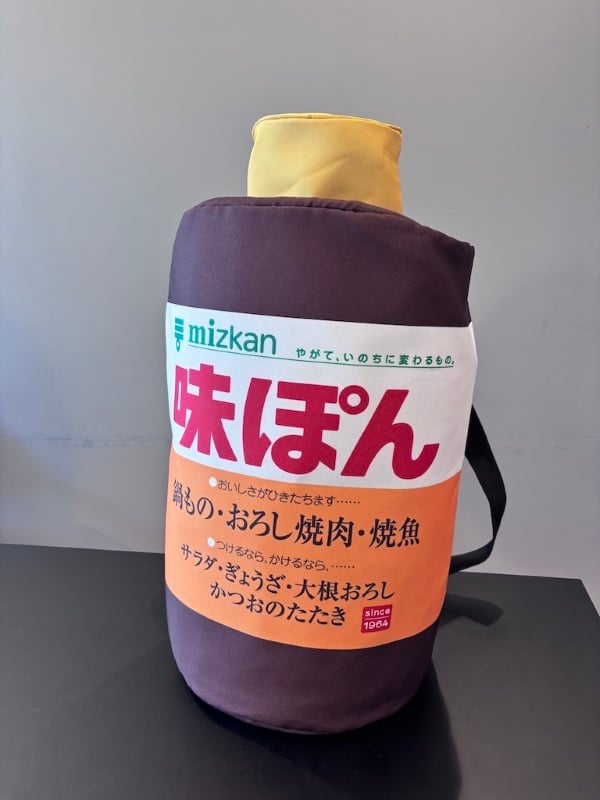 mizkan
やがて、いのちに変わるもの。
味ぽん
●おいしさがひきたちます……
鍋もの・おろし焼肉・焼魚
●つけるなら、かけるなら、……
サラダ・ぎょうざ・大根おろし
かつおのたたき
since
1964